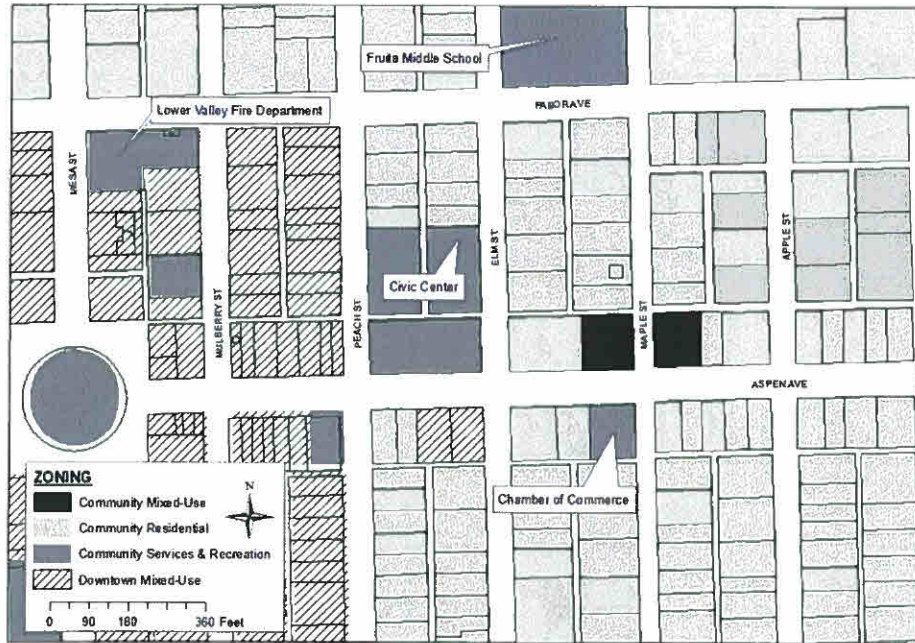 Fruita Middle School
PABOR AVE
Lower Valley Fire Department
MESA ST
ELM ST
APPLE ST
Civic Center
MULBERRY ST
PEACH ST
MAPLE ST
ASPEN AVE
ZONING
N
Community Mixed-Use
Community Residential
Chamber of Commerce
Community Services & Recreation
Downtown Mixed-Use
0 90 180 360 Feet